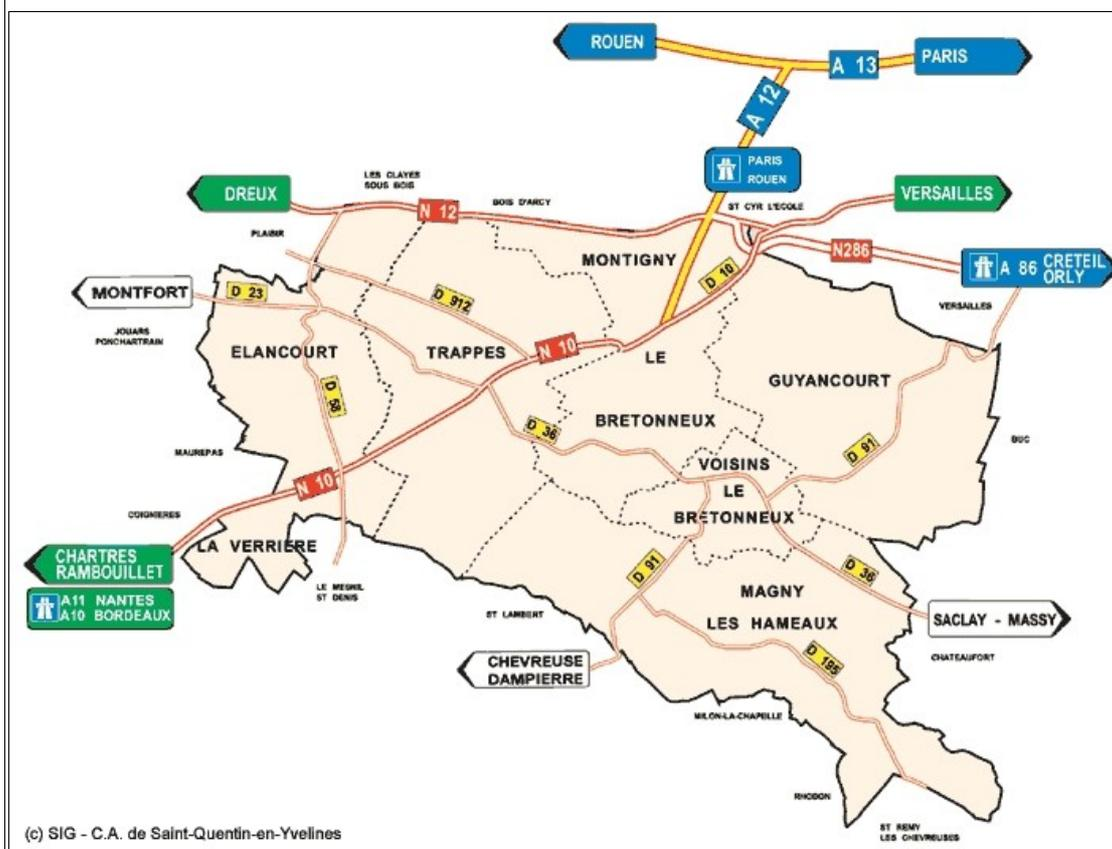 ROUEN
A 13
PARIS
A 12
PARIS
ROUEN
LES CLAYES
SOUS BOIS
DREUX
N 12
BOIS D'ARCY
ST CYR L'ECOLE
VERSAILLES
PLAISIR
MONTIGNY
N286
A 86 CRETEIL
ORLY
D 10
MONTFORT
D 23
D 912
VERSAILLES
JOUARS
PONCHARTRAIN
ELANCOURT
TRAPPES
N 10
LE
GUYANCOURT
D 58
BRETONNEUX
D 36
MAUREPAS
VOISINS
D 91
BUC
N 10
LE
COIGNIERES
BRETONNEUX
LA VERRIERE
CHARTRES
RAMBOUILLET
A11 NANTES
A10 BORDEAUX
LE MESNIL
ST DENIS
D 91
D 36
MAGNY
ST LAMBERT
LES HAMEAUX
SACLAY - MASSY
CHATEAUFORT
CHEVREUSE
DAMPIERRE
D 195
MILON-LA-CHAPELLE
RHODON
ST REMY
LES CHEVREUSES
(c) SIG - C.A. de Saint-Quentin-en-Yvelines